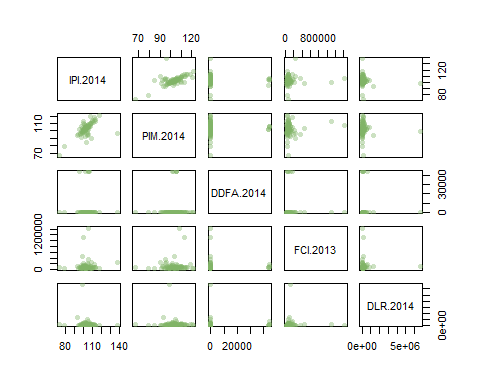 70 90 120
0 800000
IPI.2014
80 120
70 110
PIM.2014
DDFA.2014
0 30000
0 1200000
FCI.2013
DLR.2014
0e+00
80 110 140
0 20000
0e+00 5e+06